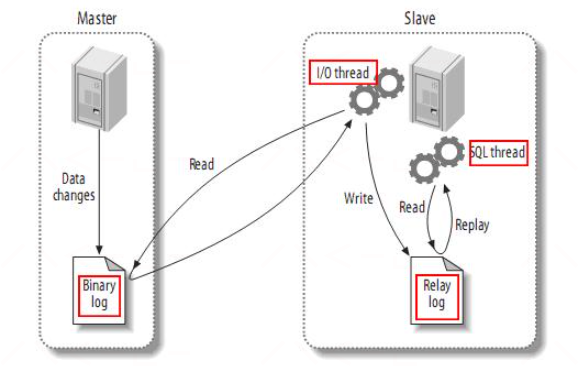 Master
Slave
I/O thread
SQL thread
Read
Data
changes
Write
Read
Replay
Binary
log
Relay
log